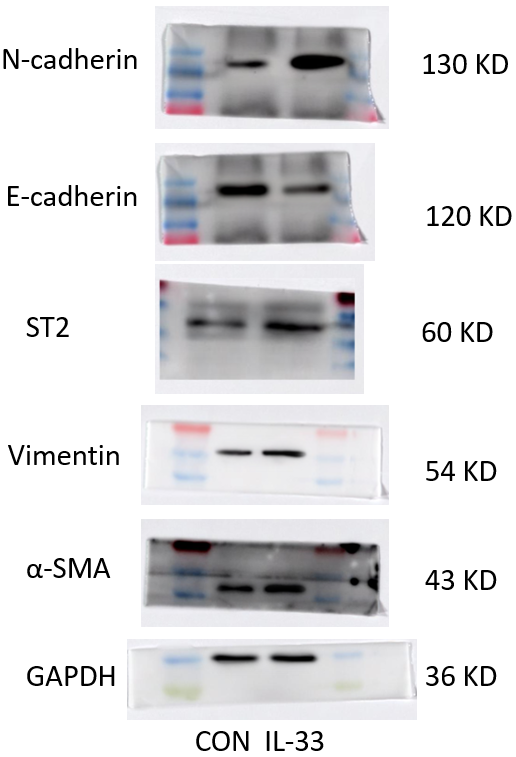 N-cadherin 130 KD
E-cadherin 120 KD
ST2 60 KD
Vimentin 54 KD
α-SMA 43 KD
GAPDH 36 KD
CON IL-33